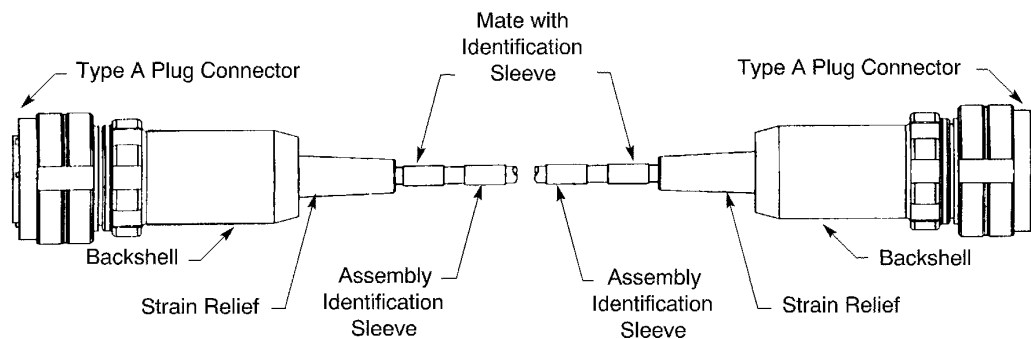 Mate with
Identification
Sleeve
Type A Plug Connector
Type A Plug Connector
Backshell
Strain Relief
Assembly
Identification
Sleeve
Assembly
Identification
Sleeve
Strain Relief
Backshell